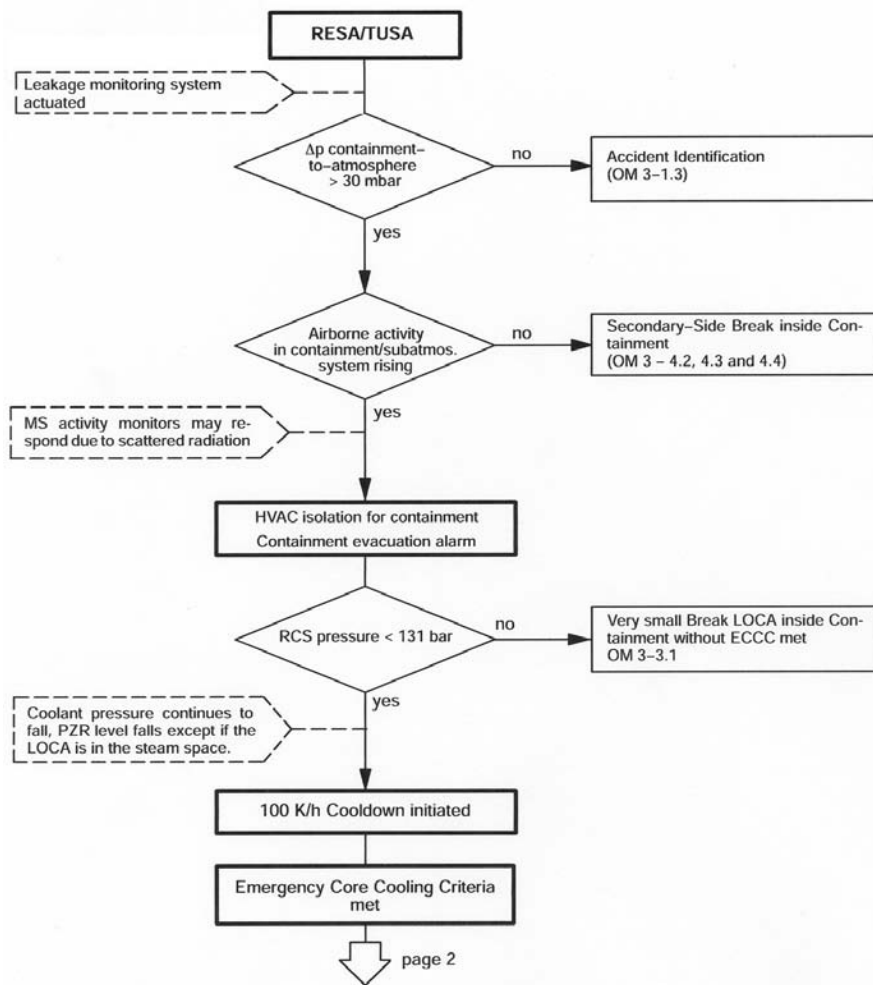 RESA/TUSA
Leakage monitoring system
actuated
Δp containment–
to–atmosphere
> 30 mbar
no
Accident Identification
(OM 3–1.3)
yes
Airborne activity
in containment/subatmos.
system rising
no
Secondary–Side Break inside Con-
tainment
(OM 3 – 4.2, 4.3 and 4.4)
yes
MS activity monitors may re-
spond due to scattered radiation
HVAC isolation for containment
Containment evacuation alarm
RCS pressure < 131 bar
no
Very small Break LOCA inside Con-
tainment without ECCC met
OM 3–3.1
yes
Coolant pressure continues to
fall, PZR level falls except if the
LOCA is in the steam space.
100 K/h Cooldown initiated
Emergency Core Cooling Criteria
met
page 2